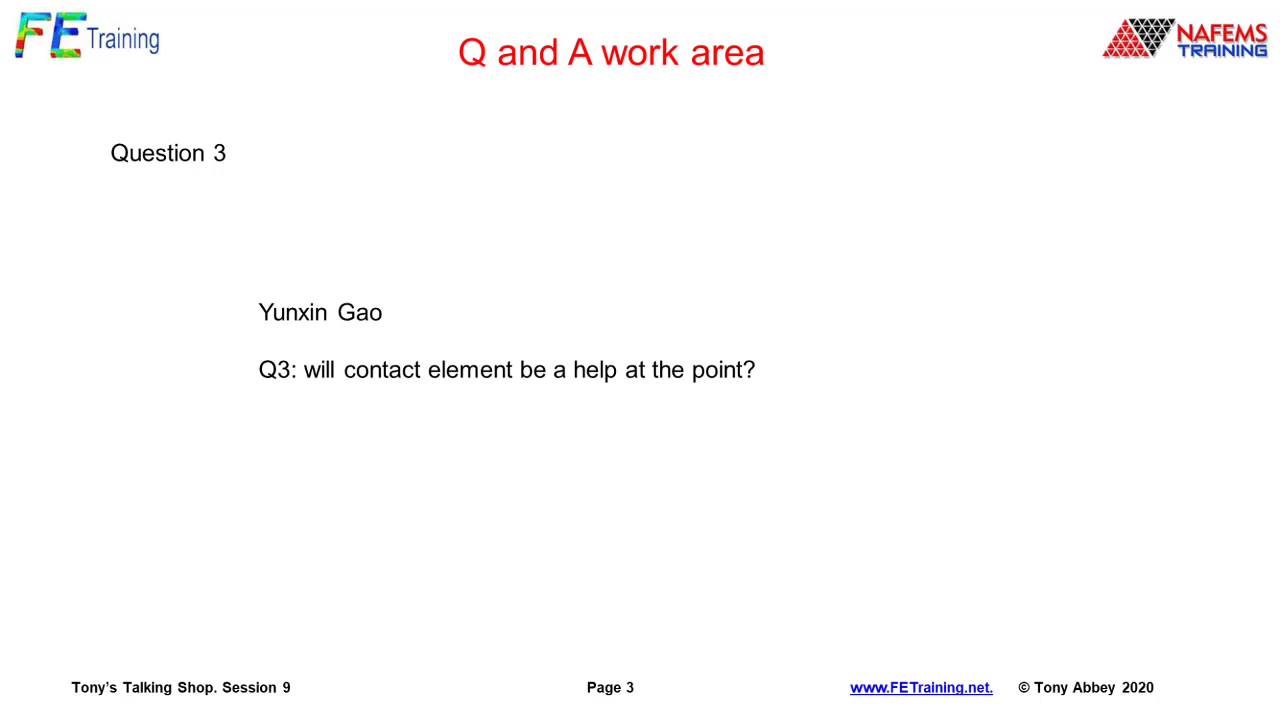 FE Training
NAFEMS
TRAINING
Q and A work area
Question 3
Yunxin Gao
Q3: will contact element be a help at the point?
Tony’s Talking Shop. Session 9
Page 3
www.FETraining.net.
© Tony Abbey 2020